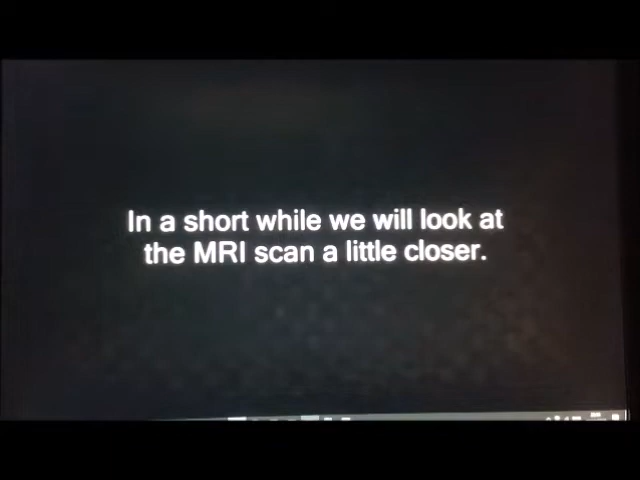 In a short while we will look at
the MRI scan a little closer.